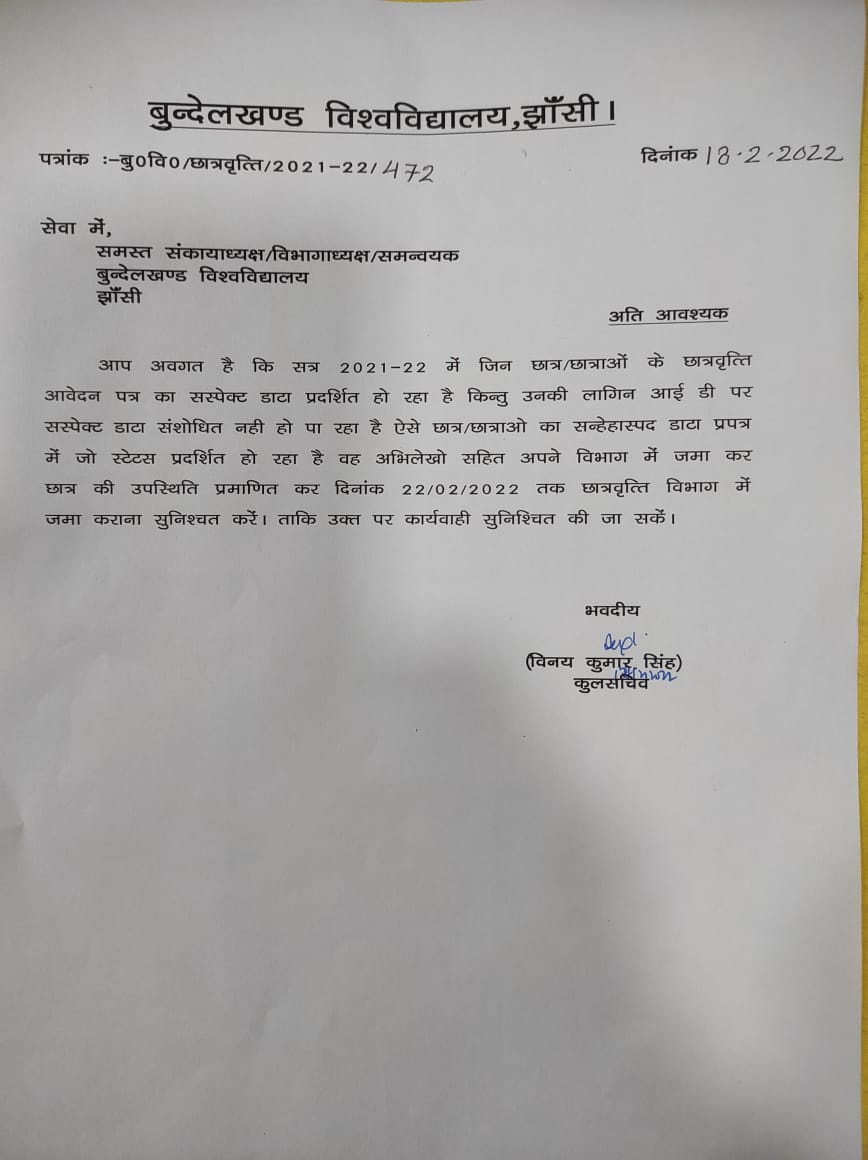 बुन्देलखण्ड विश्वविद्यालय,झाँसी।
पत्रांक :-बु0वि0/छात्रवृत्ति/2021-22/472 दिनांक 18.2.2022
सेवा में,
समस्त संकायाध्यक्ष/विभागाध्यक्ष/समन्वयक
बुन्देलखण्ड विश्वविद्यालय
झाँसी
अति आवश्यक
आप अवगत है कि सत्र 2021-22 में जिन छात्र/छात्राओं के छात्रवृत्ति
आवेदन पत्र का सस्पेक्ट डाटा प्रदर्शित हो रहा है किन्तु उनकी लागिन आई डी पर
सस्पेक्ट डाटा संशोधित नही हो पा रहा है ऐसे छात्र/छात्राओ का सन्हेहास्पद डाटा प्रपत्र
में जो स्टेटस प्रदर्शित हो रहा है वह अभिलेखो सहित अपने विभाग में जमा कर
छात्र की उपस्थिति प्रमाणित कर दिनांक 22/02/2022 तक छात्रवृत्ति विभाग में
जमा कराना सुनिश्चत करें। ताकि उक्त पर कार्यवाही सुनिश्चित की जा सकें।
भवदीय
(विनय कुमार सिंह)
कुलसचिव